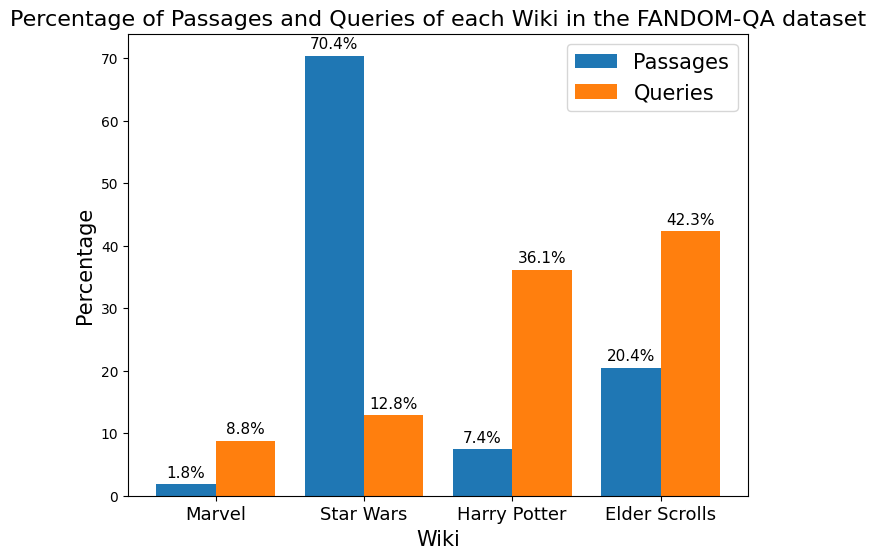 Percentage of Passages and Queries of each Wiki in the FANDOM-QA dataset
Passages
Queries
70.4%
42.3%
36.1%
20.4%
12.8%
8.8%
7.4%
1.8%
Percentage
70
60
50
40
30
20
10
0
Marvel Star Wars Harry Potter Elder Scrolls
Wiki